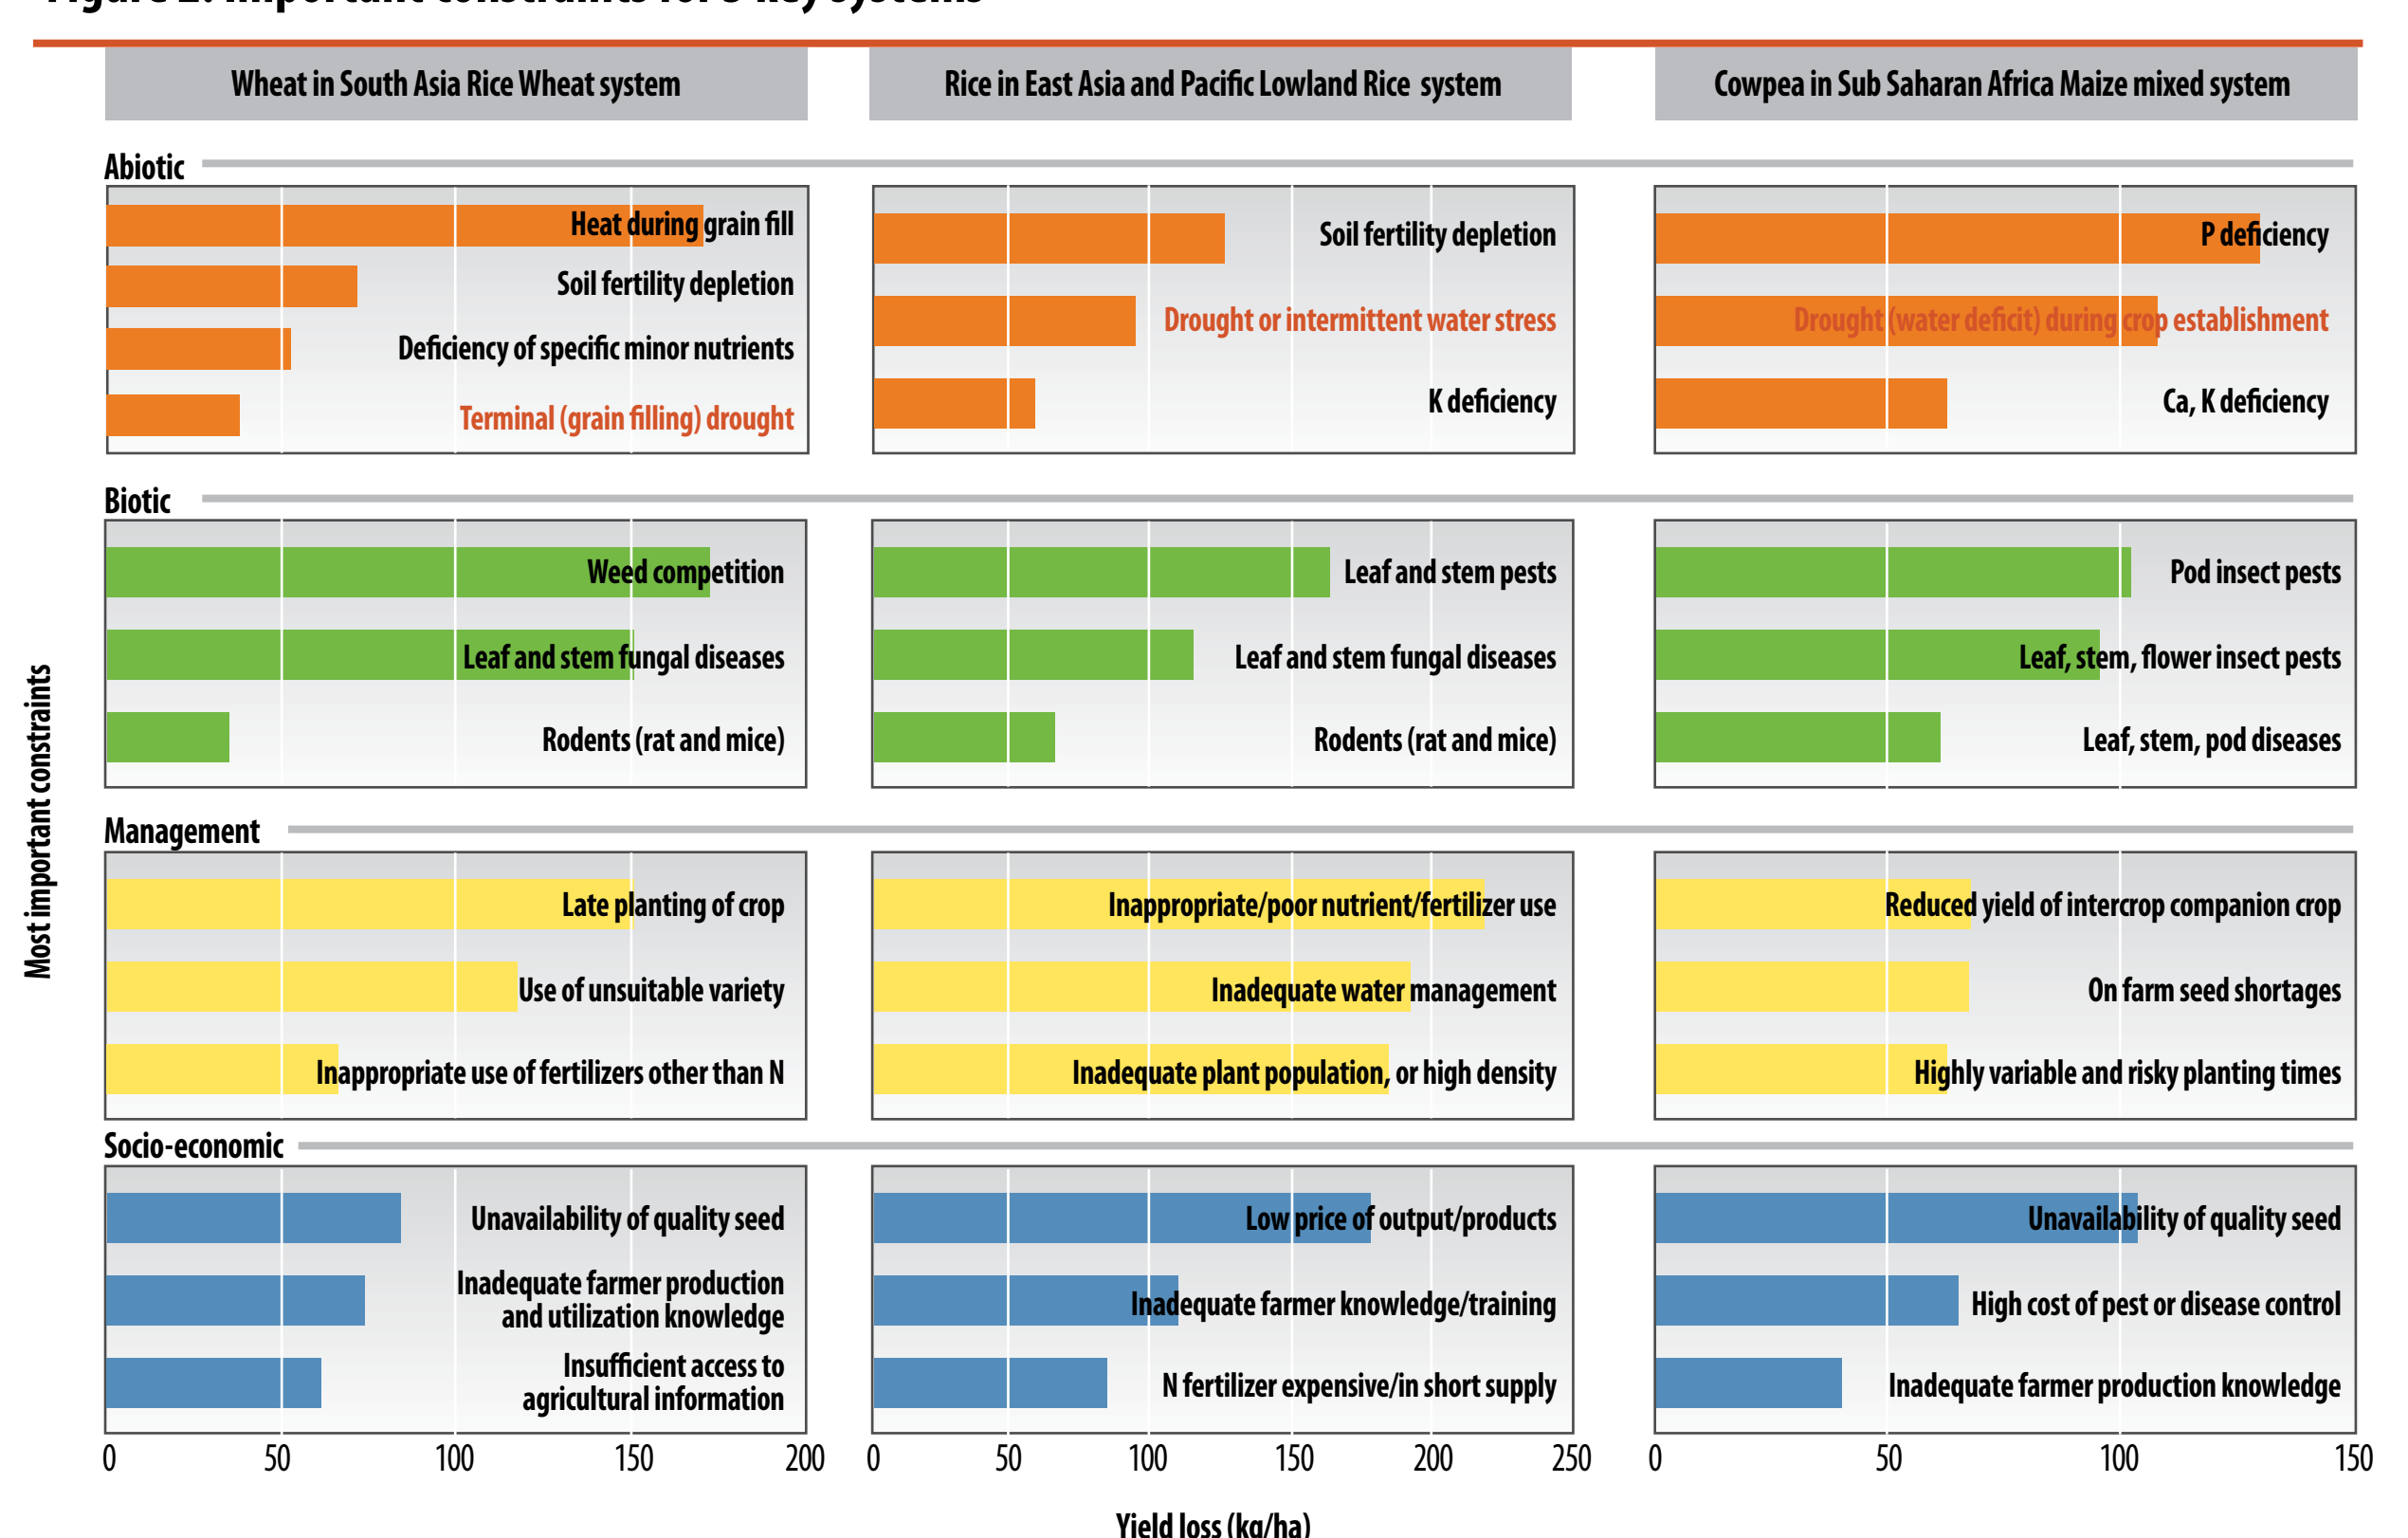 Figure 2. Important constraints for 3 key systems
Wheat in South Asia Rice Wheat system
Rice in East Asia and Pacific Lowland Rice system
Cowpea in Sub Saharan Africa Maize mixed system
Most important constraints
Abiotic
Heat during grain fill
Soil fertility depletion
Deficiency of specific minor nutrients
Terminal (grain filling) drought
Soil fertility depletion
Drought or intermittent water stress
K deficiency
P deficiency
Drought (water deficit) during crop establishment
Ca, K deficiency
Biotic
Weed competition
Leaf and stem fungal diseases
Rodents (rat and mice)
Leaf and stem pests
Leaf and stem fungal diseases
Rodents (rat and mice)
Pod insect pests
Leaf, stem, flower insect pests
Leaf, stem, pod diseases
Management
Late planting of crop
Use of unsuitable variety
Inappropriate use of fertilizers other than N
Inappropriate/poor nutrient/fertilizer use
Inadequate water management
Inadequate plant population, or high density
Reduced yield of intercrop companion crop
On farm seed shortages
Highly variable and risky planting times
Socio-economic
Unavailability of quality seed
Inadequate farmer production
and utilization knowledge
Insufficient access to
agricultural information
Low price of output/products
Inadequate farmer knowledge/training
N fertilizer expensive/in short supply
Unavailability of quality seed
High cost of pest or disease control
Inadequate farmer production knowledge
0 50 100 150 200
0 50 100 150 200 250
0 50 100 150
Yield loss (kg/ha)